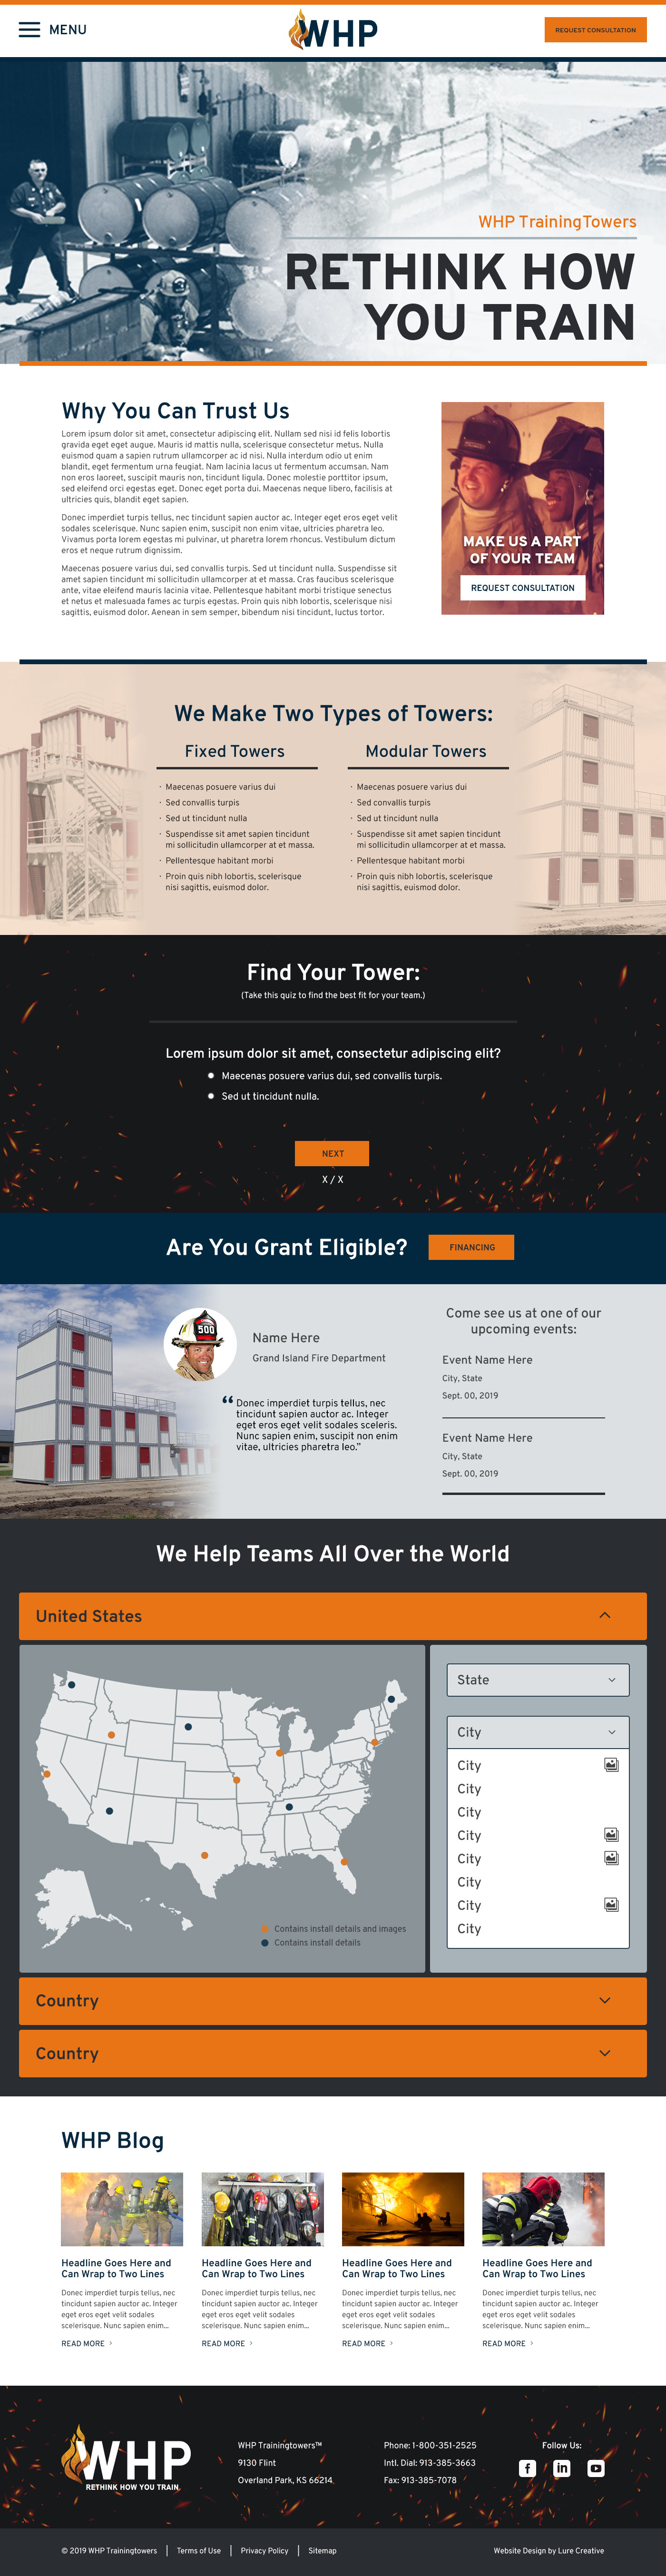 MENU
WHP
REQUEST CONSULTATION
WHP TrainingTowers
RETHINK HOW
YOU TRAIN
Why You Can Trust Us
Lorem ipsum dolor sit amet, consectetur adipiscing elit. Nullam sed nisi id felis lobortis
gravida eget eget augue. Mauris id mattis nulla, scelerisque consectetur metus. Nulla
euismod quam a sapien rutrum ullamcorper ac id nisi. Nulla interdum odio ut enim
blandit, eget fermentum urna feugiat. Nam lacinia lacus ut fermentum accumsan. Nam
non eros laoreet, suscipit mauris non, tincidunt ligula. Donec molestie porttitor ipsum,
sed eleifend orci egestas eget. Donec eget porta dui. Maecenas neque libero, facilisis at
ultricies quis, blandit eget sapien.
Donec imperdiet turpis tellus, nec tincidunt sapien auctor ac. Integer eget eros eget velit
sodales scelerisque. Nunc sapien enim, suscipit non enim vitae, ultrices pharetra leo.
Vivamus porta lorem egestas mi pulvinar, ut pharetra lorem rhoncus. Vestibulum dictum
eros et neque rutrum dignissim.
Maecenas posuere varius dui, sed convallis turpis. Sed ut tincidunt nulla. Suspendisse sit
amet sapien tincidunt mi sollicitudin ullamcorper at et massa. Cras faucibus scelerisque
ante, vitae eleifend mauris lacinia vitae. Pellentesque habitant morbi tristique senectus
et netus et malesuada fames ac turpis egestas. Proin quis nibh lobortis, scelerisque nisi
sagittis, euismod dolor. Aenean in sem semper, bibendum nisi tincidunt, luctus tortor.
MAKE US A PART
OF YOUR TEAM
REQUEST CONSULTATION
We Make Two Types of Towers:
Fixed Towers
· Maecenas posuere varius dui
· Sed convallis turpis
· Sed ut tincidunt nulla
· Suspendisse sit amet sapien tincidunt
mi sollicitudin ullamcorper at et massa.
· Pellentesque habitant morbi
· Proin quis nibh lobortis, scelerisque
nisi sagittis, euismod dolor.
Modular Towers
· Maecenas posuere varius dui
· Sed convallis turpis
· Sed ut tincidunt nulla
· Suspendisse sit amet sapien tincidunt
mi sollicitudin ullamcorper at et massa.
· Pellentesque habitant morbi
· Proin quis nibh lobortis, scelerisque
nisi sagittis, euismod dolor.
Find Your Tower:
(Take this quiz to find the best fit for your team.)
Lorem ipsum dolor sit amet, consectetur adipiscing elit?
Maecenas posuere varius dui, sed convallis turpis.
Sed ut tincidunt nulla.
NEXT
X / X
Are You Grant Eligible?
FINANCING
500
Name Here
Grand Island Fire Department
“ Donec imperdiet turpis tellus, nec
tincidunt sapien auctor ac. Integer
eget eros eget velit sodales sceleris.
Nunc sapien enim, suscipit non enim
vitae, ultricies pharetra leo.”
Come see us at one of our
upcoming events:
Event Name Here
City, State
Sept. 00, 2019
Event Name Here
City, State
Sept. 00, 2019
We Help Teams All Over the World
United States
Contains install details and images
Contains install details
State
City
City
City
City
City
City
City
City
City
Country
Country
WHP Blog
Headline Goes Here and
Can Wrap to Two Lines
Donec imperdiet turpis tellus, nec
tincidunt sapien auctor ac. Integer
eget eros eget velit sodales
scelerisque. Nunc sapien enim...
READ MORE
Headline Goes Here and
Can Wrap to Two Lines
Donec imperdiet turpis tellus, nec
tincidunt sapien auctor ac. Integer
eget eros eget velit sodales
scelerisque. Nunc sapien enim...
READ MORE
Headline Goes Here and
Can Wrap to Two Lines
Donec imperdiet turpis tellus, nec
tincidunt sapien auctor ac. Integer
eget eros eget velit sodales
scelerisque. Nunc sapien enim...
READ MORE
Headline Goes Here and
Can Wrap to Two Lines
Donec imperdiet turpis tellus, nec
tincidunt sapien auctor ac. Integer
eget eros eget velit sodales
scelerisque. Nunc sapien enim...
READ MORE
WHP
RETHINK HOW YOU TRAIN
WHP Trainingtowers™
9130 Flint
Overland Park, KS 66214
Phone: 1-800-351-2525
Intl. Dial: 913-385-3663
Fax: 913-385-7078
Follow Us:
f
in
© 2019 WHP Trainingtowers
Terms of Use
Privacy Policy
Sitemap
Website Design by Lure Creative